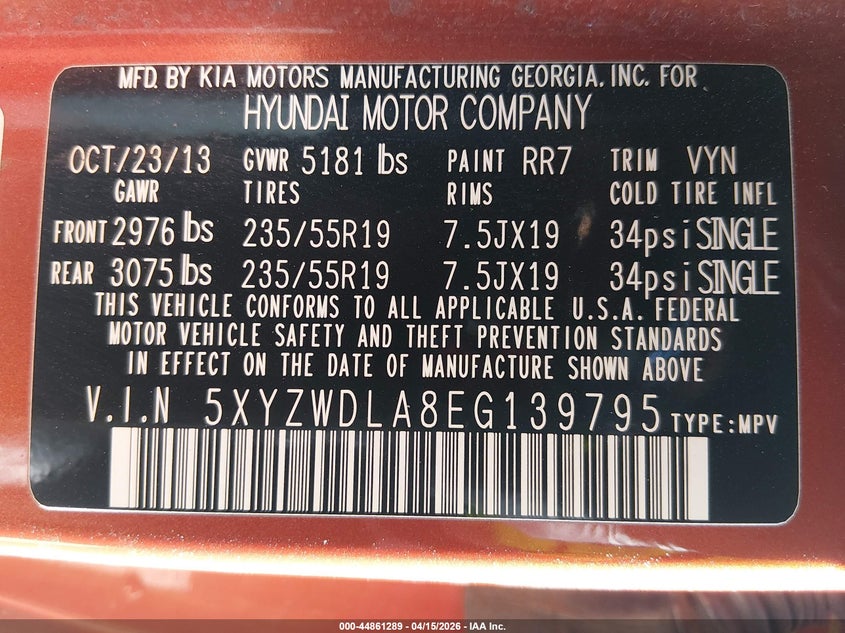 MFD. BY KIA MOTORS MANUFACTURING GEORGIA, INC. FOR
HYUNDAI MOTOR COMPANY
OCT/23/13 GVWR 5181 lbs PAINT RR7 TRIM VYN
GAWR TIRES RIMS COLD TIRE INFL
FRONT 2976 lbs 235/55R19 7.5JX19 34psi SINGLE
REAR 3075 lbs 235/55R19 7.5JX19 34psi SINGLE
THIS VEHICLE CONFORMS TO ALL APPLICABLE U.S.A. FEDERAL
MOTOR VEHICLE SAFETY AND THEFT PREVENTION STANDARDS
IN EFFECT ON THE DATE OF MANUFACTURE SHOWN ABOVE
V.I.N 5XYZWDLA8EG139795 TYPE:MPV
000-44861289 - 04/15/2026 - IAA Inc.